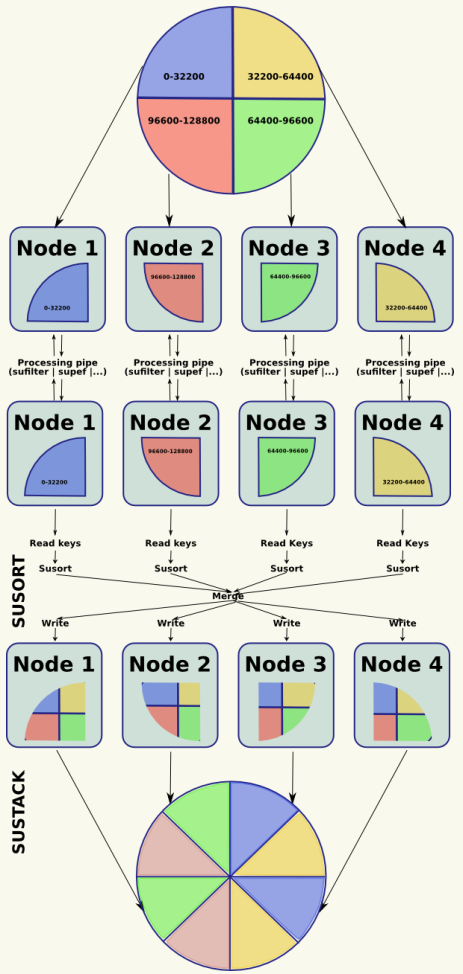 0-32200
32200-64400
96600-128800
64400-96600
Node 1
Node 2
Node 3
Node 4
0-32200
96600-128800
64400-96600
32200-64400
Processing pipe
(sufilter | supef |...)
Processing pipe
(sufilter | supef |...)
Processing pipe
(sufilter | supef |...)
Processing pipe
(sufilter | supef |...)
Node 1
Node 2
Node 3
Node 4
0-32200
96600-128800
64400-96600
32200-64400
SUSORT
Read keys
Read keys
Read Keys
Read Keys
Susort
Susort
Susort
Susort
Merge
Write
Write
Write
Write
Node 1
Node 2
Node 3
Node 4
SUSTACK